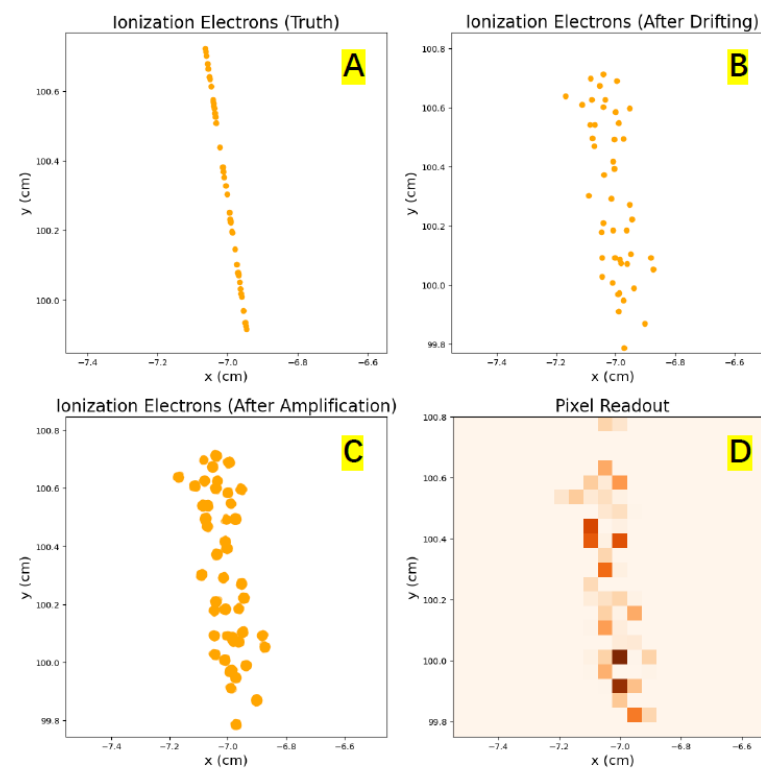 Ionization Electrons (Truth)
A
100.6
100.4
100.2
100.0
y (cm)
−7.4
−7.2
−7.0
−6.8
−6.6
x (cm)
Ionization Electrons (After Drifting)
B
100.8
100.6
100.4
100.2
100.0
99.8
y (cm)
−7.4
−7.2
−7.0
−6.8
−6.6
x (cm)
Ionization Electrons (After Amplification)
C
100.8
100.6
100.4
100.2
100.0
99.8
y (cm)
−7.4
−7.2
−7.0
−6.8
−6.6
x (cm)
Pixel Readout
D
100.8
100.6
100.4
100.2
100.0
99.8
y (cm)
−7.4
−7.2
−7.0
−6.8
−6.6
x (cm)